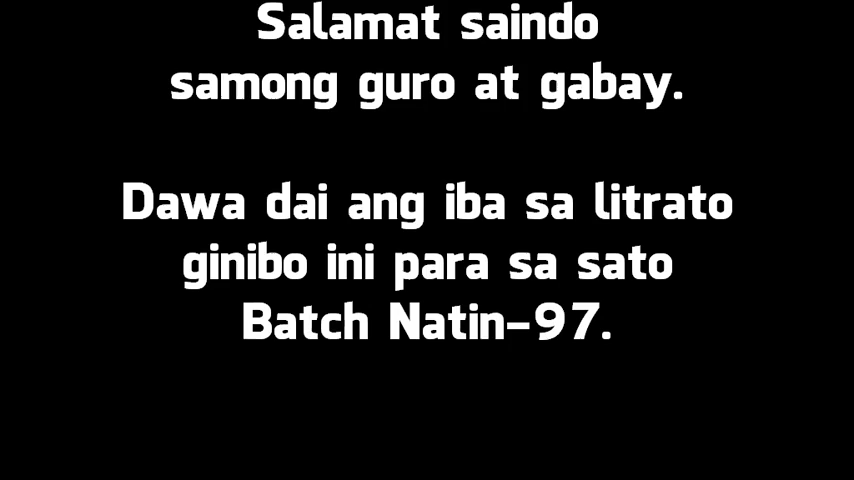 Salamat saindo
samong guro at gabay.
Dawa dai ang iba sa litrato
ginibo ini para sa sato
Batch Natin-97.